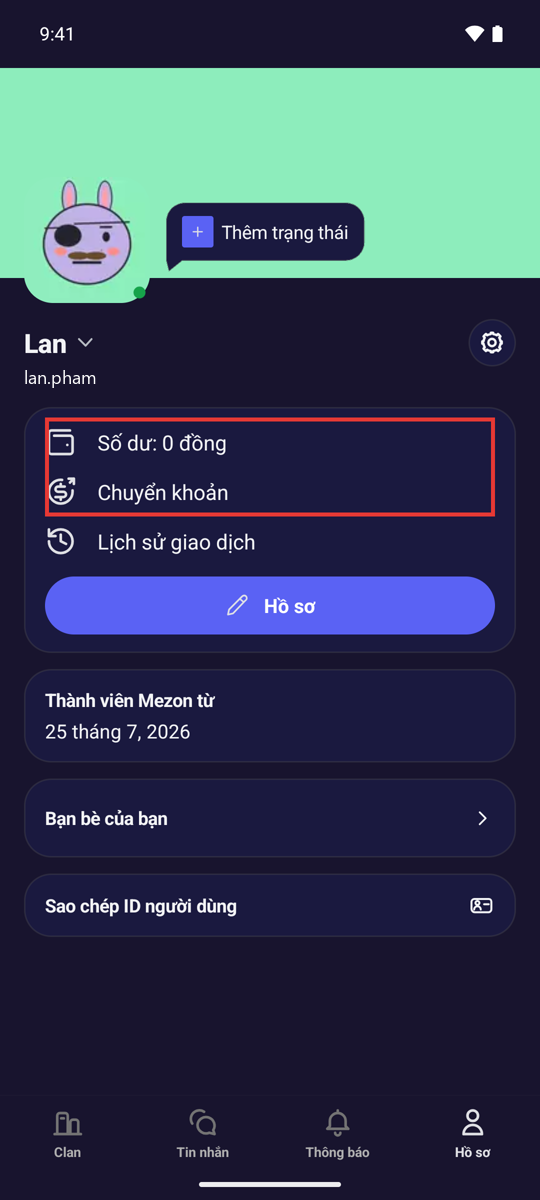 9:41
Thêm trạng thái
Lan
lan.pham
Số dư: 0 đồng
Chuyển khoản
Lịch sử giao dịch
Hồ sơ
Thành viên Mezon từ
25 tháng 7, 2026
Bạn bè của bạn
Sao chép ID người dùng
Clan
Tin nhắn
Thông báo
Hồ sơ